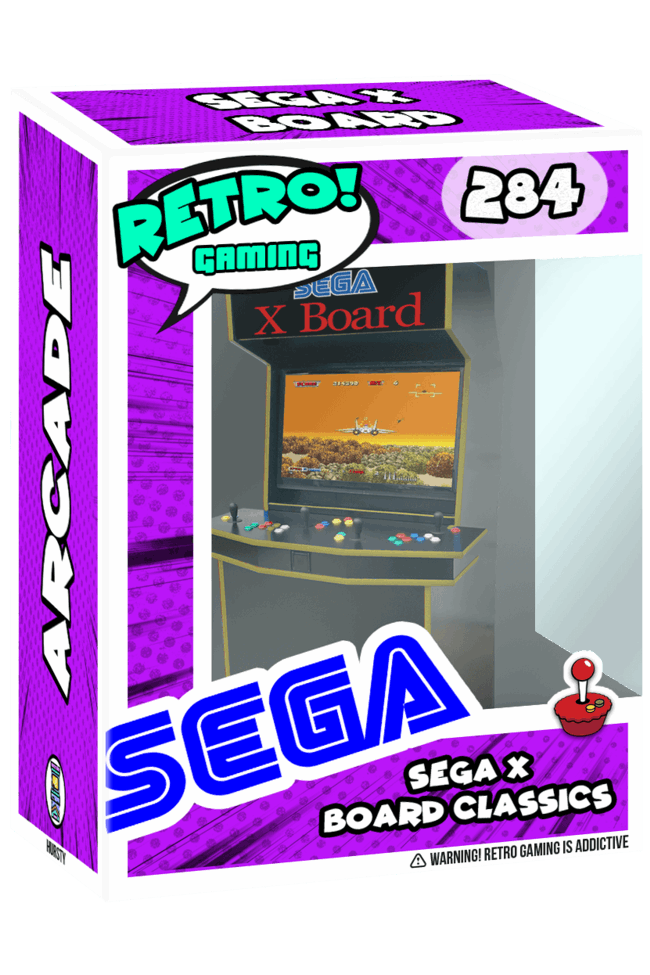 SEGA X
BOARD
RETRO!
GAMING
284
ARCADE
SEGA
X Board
SEGA
SEGA X
BOARD CLASSICS
WARNING! RETRO GAMING IS ADDICTIVE
HURSTY